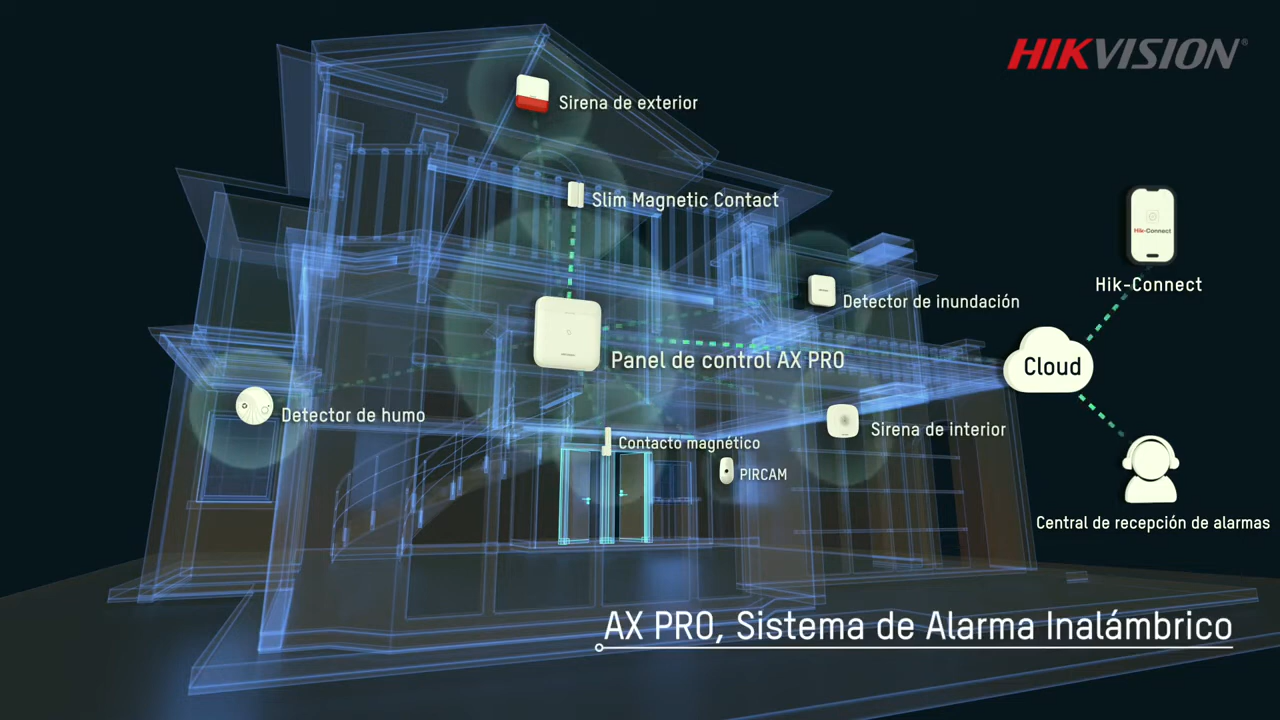 HIKVISION®
Sirena de exterior
Slim Magnetic Contact
Hik-Connect
Hik-Connect
Detector de inundación
Panel de control AX PRO
Cloud
Detector de humo
Sirena de interior
Contacto magnético
PIRCAM
Central de recepción de alarmas
AX PRO, Sistema de Alarma Inalámbrico